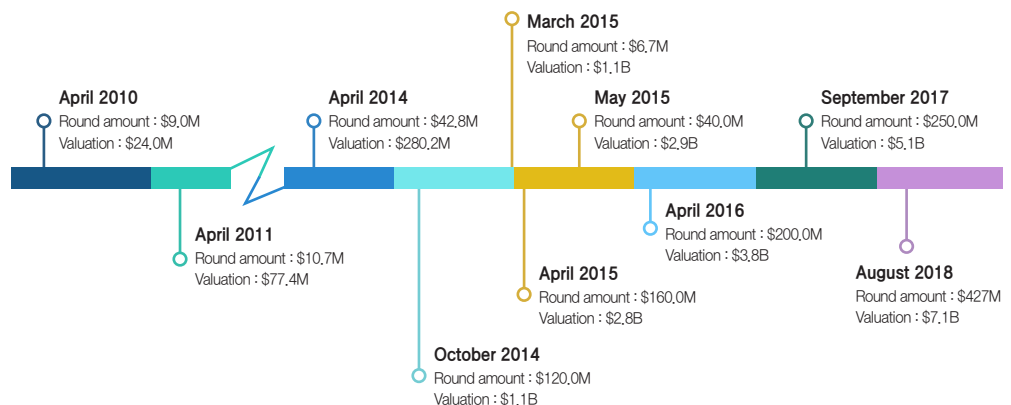 March 2015
Round amount : $6.7M
Valuation : $1.1B
April 2010
Round amount : $9.0M
Valuation : $24.0M
April 2014
Round amount : $42.8M
Valuation : $280.2M
May 2015
Round amount : $40.0M
Valuation : $2.9B
September 2017
Round amount : $250.0M
Valuation : $5.1B
April 2011
Round amount : $10.7M
Valuation : $77.4M
April 2016
Round amount : $200.0M
Valuation : $3.8B
April 2015
Round amount : $160.0M
Valuation : $2.8B
August 2018
Round amount : $427M
Valuation : $7.1B
October 2014
Round amount : $120.0M
Valuation : $1.1B